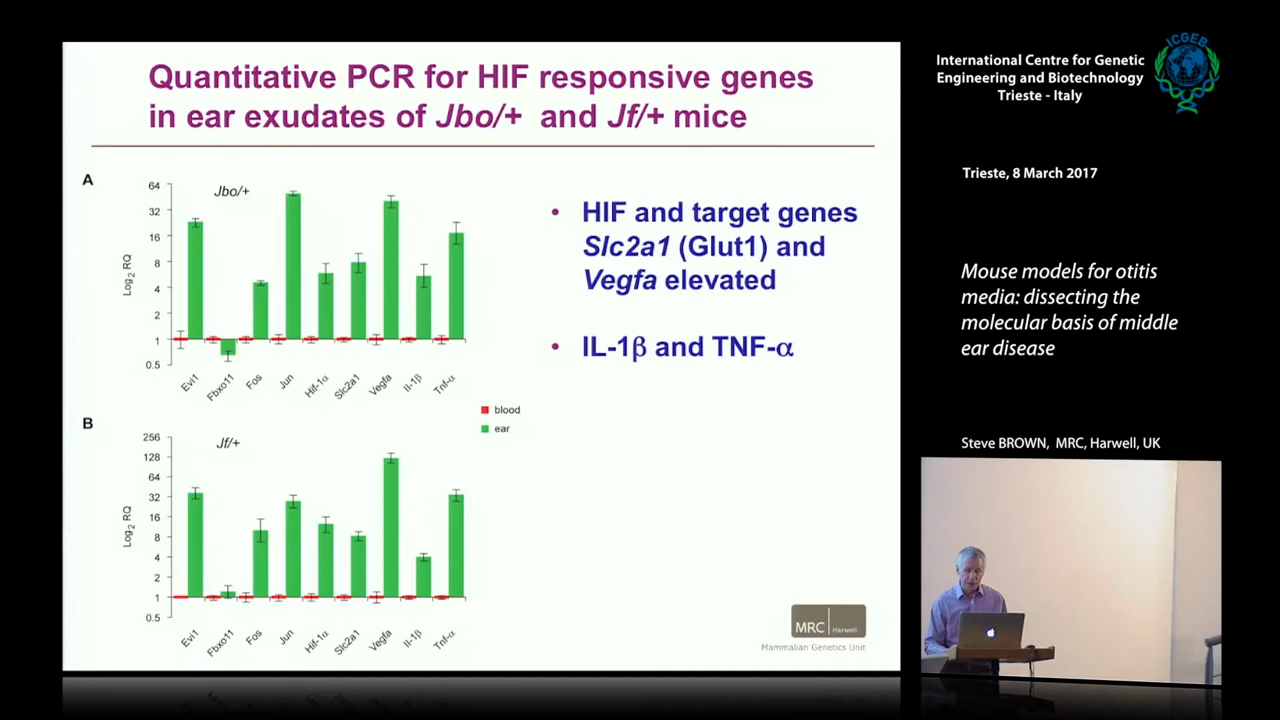 Quantitative PCR for HIF responsive genes
in ear exudates of Jbo/+ and Jf/+ mice
A
Jbo/+
64
32
16
8
4
2
1
0.5
Log2 RQ
Evi1
Fbxo11
Fos
Jun
Hif-1α
Slc2a1
Vegfa
Il-1β
Tnf-α
blood
ear
B
Jf/+
256
128
64
32
16
8
4
2
1
0.5
Log2 RQ
Evi1
Fbxo11
Fos
Jun
Hif-1α
Slc2a1
Vegfa
Il-1β
Tnf-α
• HIF and target genes
Slc2a1 (Glut1) and
Vegfa elevated
• IL-1β and TNF-α
MRC Harwell
Mammalian Genetics Unit
International Centre for Genetic
Engineering and Biotechnology
Trieste - Italy
ICGEB
Trieste, 8 March 2017
Mouse models for otitis
media: dissecting the
molecular basis of middle
ear disease
Steve BROWN, MRC, Harwell, UK